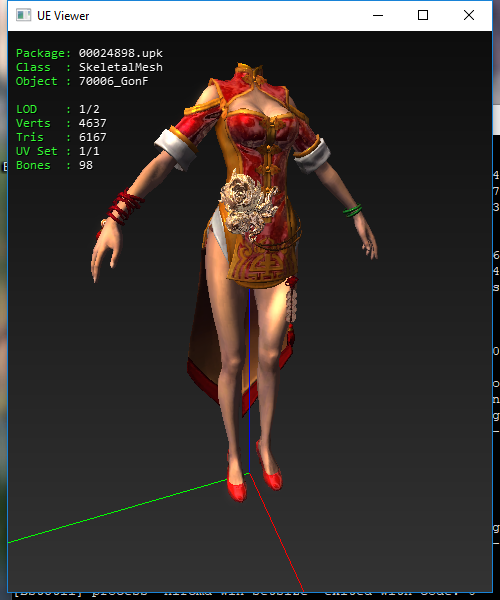 UE Viewer
Package: 00024898.upk
Class : SkeletalMesh
Object : 70006_GonF
LOD : 1/2
Verts : 4637
Tris : 6167
UV Set : 1/1
Bones : 98